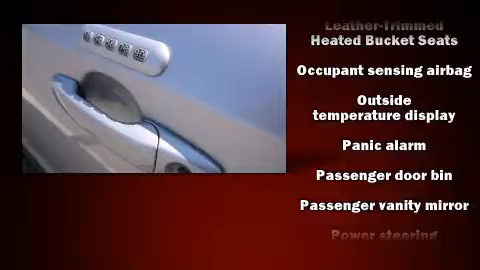 Leather-Trimmed
Heated Bucket Seats
Occupant sensing airbag
Outside
temperature display
Panic alarm
Passenger door bin
Passenger vanity mirror
Power steering